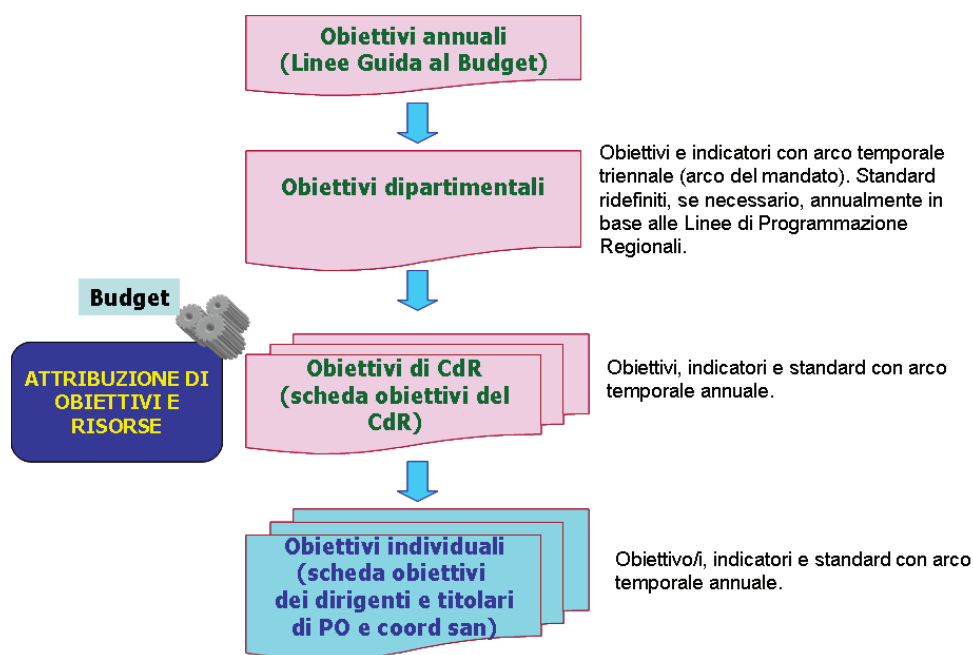 Obiettivi annuali
(Linee Guida al Budget)
Obiettivi dipartimentali
Obiettivi e indicatori con arco temporale
triennale (arco del mandato). Standard
ridefiniti, se necessario, annualmente in
base alle Linee di Programmazione
Regionali.
Budget
ATTRIBUZIONE DI
OBIETTIVI E
RISORSE
Obiettivi di CdR
(scheda obiettivi del
CdR)
Obiettivi, indicatori e standard con arco
temporale annuale.
Obiettivi individuali
(scheda obiettivi
dei dirigenti e titolari
di PO e coord san)
Obiettivo/i, indicatori e standard con arco
temporale annuale.